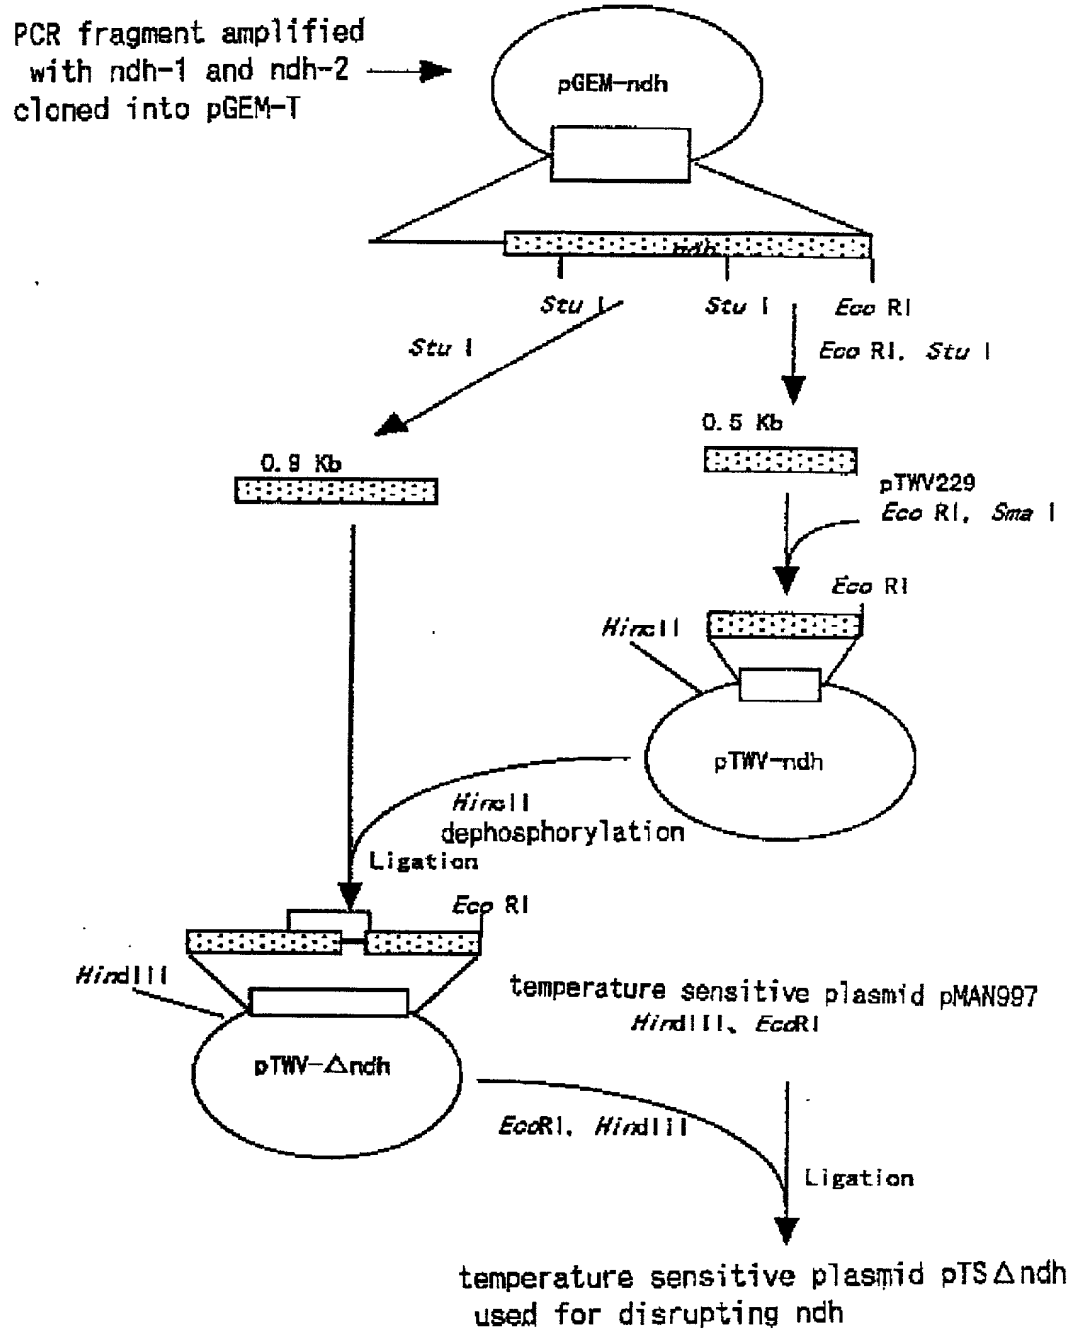 PCR fragment amplified
with ndh-1 and ndh-2
cloned into pGEM-T
pGEM-ndh
ndh
Stu I
Stu I
Eco RI
Stu I
Eco RI, Stu I
0.5 Kb
0.9 Kb
pTWV229
Eco RI, Sma I
Eco RI
HincII
pTWV-ndh
HincII
dephosphorylation
Ligation
Eco RI
HindIII
temperature sensitive plasmid pMAN997
HindIII、EcoRI
pTWV-△ndh
EcoRI, HindIII
Ligation
temperature sensitive plasmid pTS△ndh
used for disrupting ndh